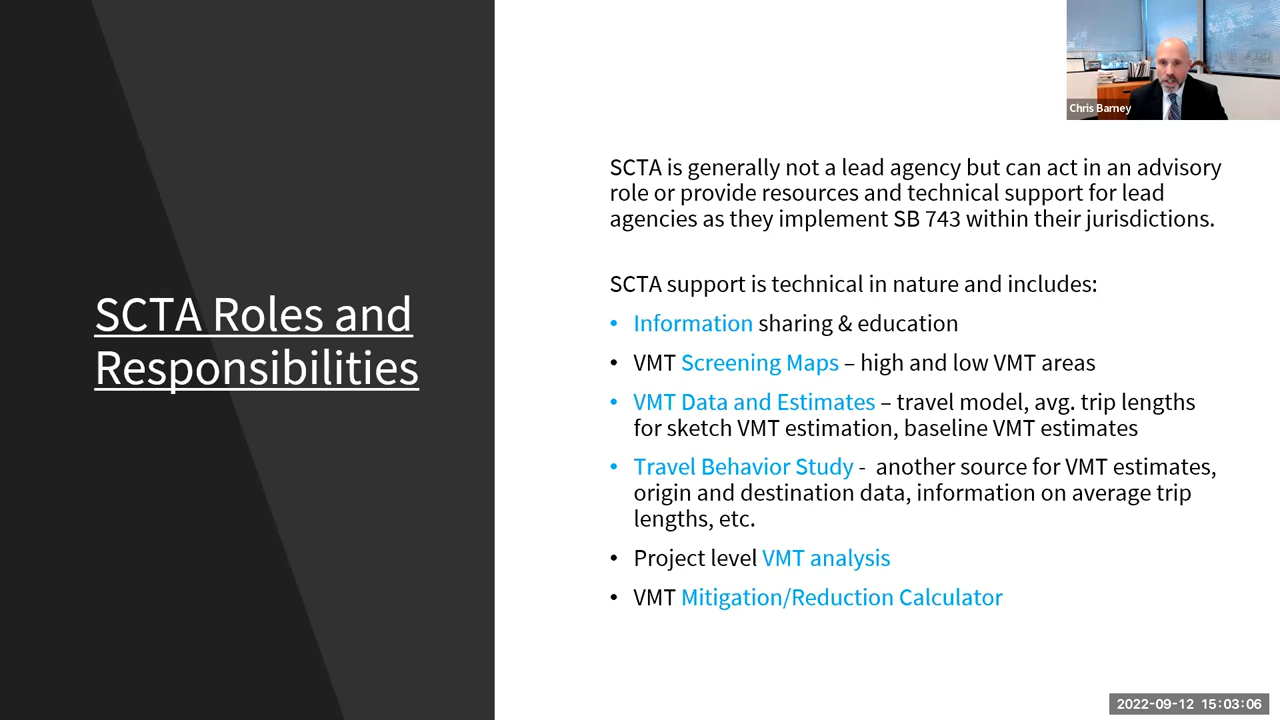 Chris Barney
SCTA Roles and
Responsibilities
SCTA is generally not a lead agency but can act in an advisory
role or provide resources and technical support for lead
agencies as they implement SB 743 within their jurisdictions.
SCTA support is technical in nature and includes:
• Information sharing & education
• VMT Screening Maps – high and low VMT areas
• VMT Data and Estimates – travel model, avg. trip lengths
for sketch VMT estimation, baseline VMT estimates
• Travel Behavior Study - another source for VMT estimates,
origin and destination data, information on average trip
lengths, etc.
• Project level VMT analysis
• VMT Mitigation/Reduction Calculator
2022-09-12 15:03:06